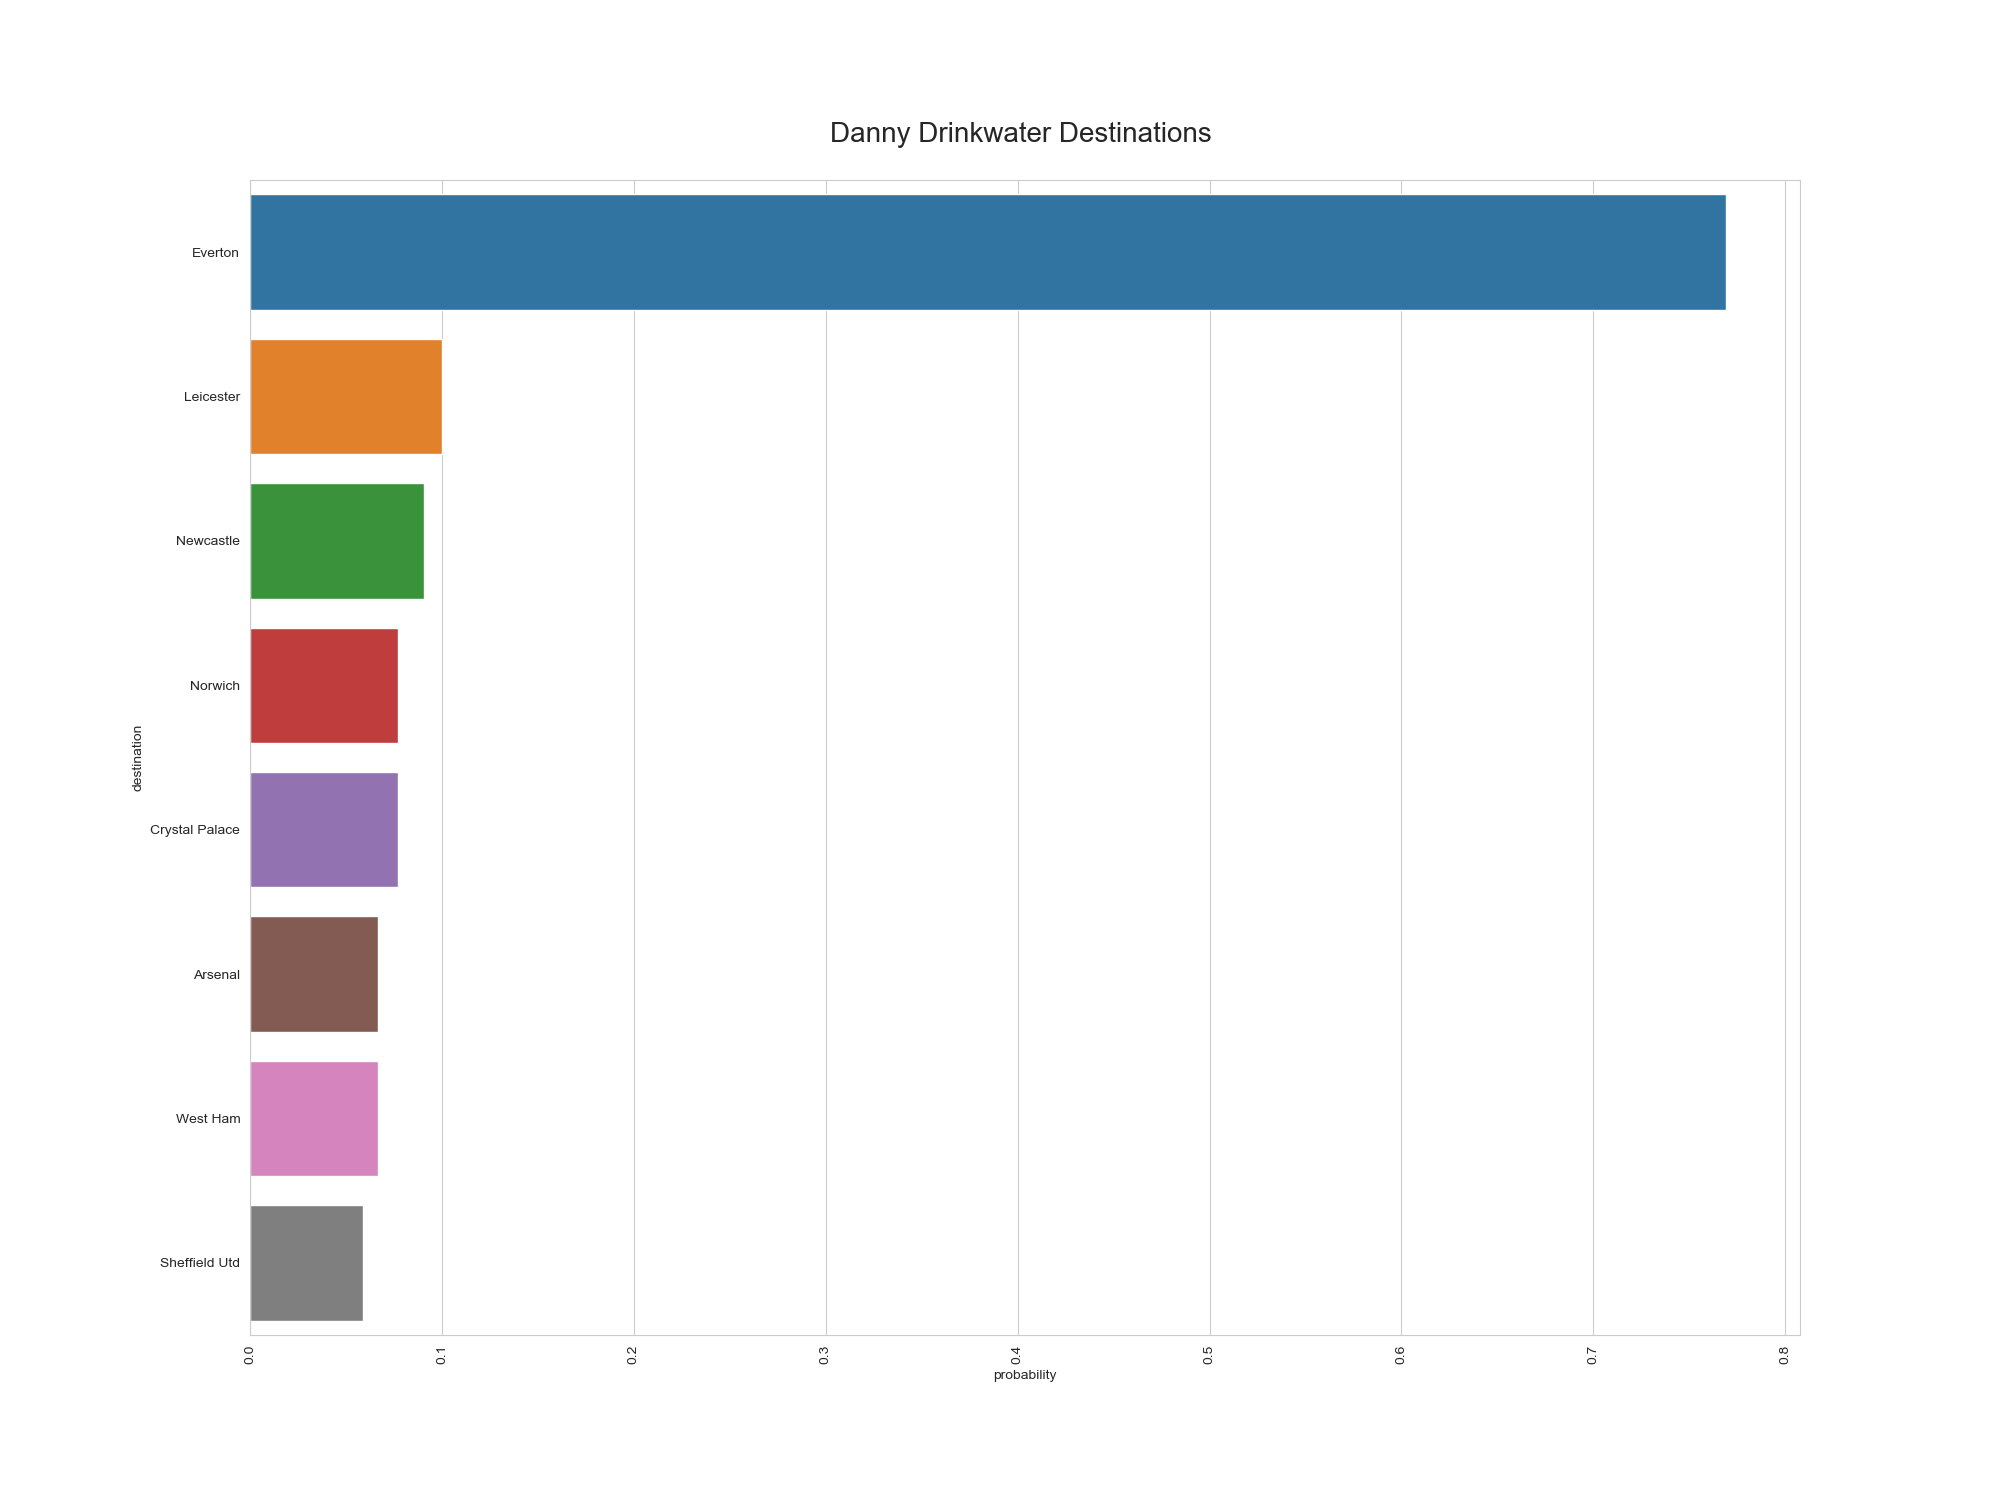 Danny Drinkwater Destinations
Everton
Leicester
Newcastle
Norwich
Crystal Palace
Arsenal
West Ham
Sheffield Utd
destination
0.0
0.1
0.2
0.3
0.4
0.5
0.6
0.7
0.8
probability